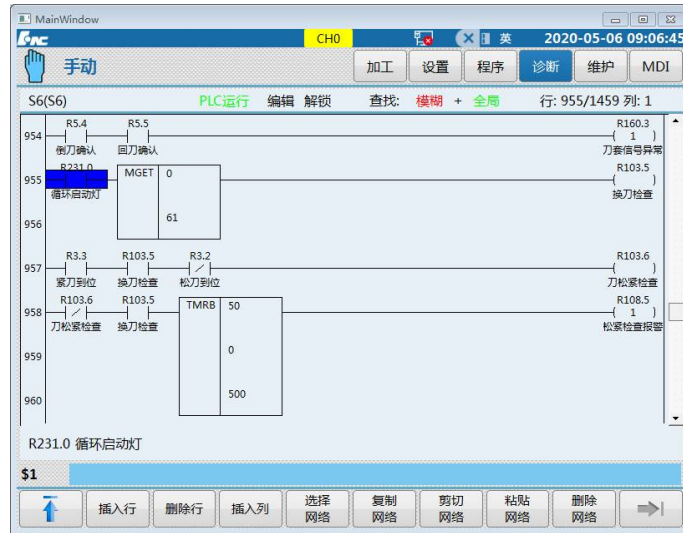 MainWindow
CH0 英 2020-05-06 09:06:45
手动 加工 设置 程序 诊断 维护 MDI
S6(S6) PLC运行 编辑 解锁 查找: 模糊 + 全局 行: 955/1459 列: 1
R5.4 R5.5 R160.3
954 ( 1 )
倒刀确认 回刀确认 刀套信号异常
R231.0 MGET 0 R103.5
955 ( )
循环启动灯 换刀检查
956 61
R3.3 R103.5 R3.2 R103.6
957 ( )
紧刀到位 换刀检查 松刀到位 刀松紧检查
R103.6 R103.5 TMRB 50 R108.5
958 ( 1 )
刀松紧检查 换刀检查 松紧检查报警
959 0
960 500
R231.0 循环启动灯
$1
插入行 删除行 插入列 选择 复制 剪切 粘贴 删除
网络 网络 网络 网络 网络